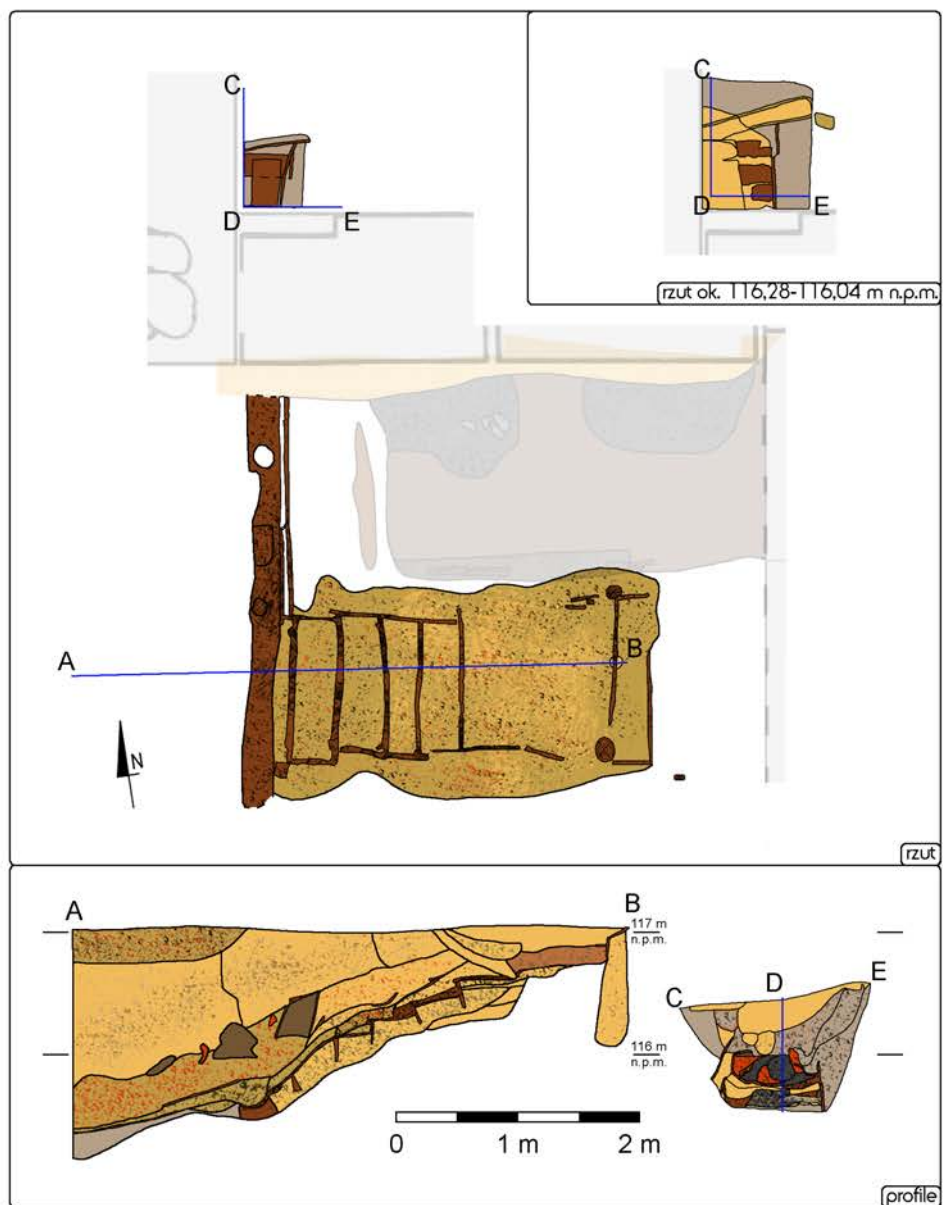 C
D
E
C
D
E
rzut ok. 116,28-116,04 m n.p.m.
A
B
N
rzut
A
B
117 m
n.p.m.
116 m
n.p.m.
C
D
E
0 1 m 2 m
profile